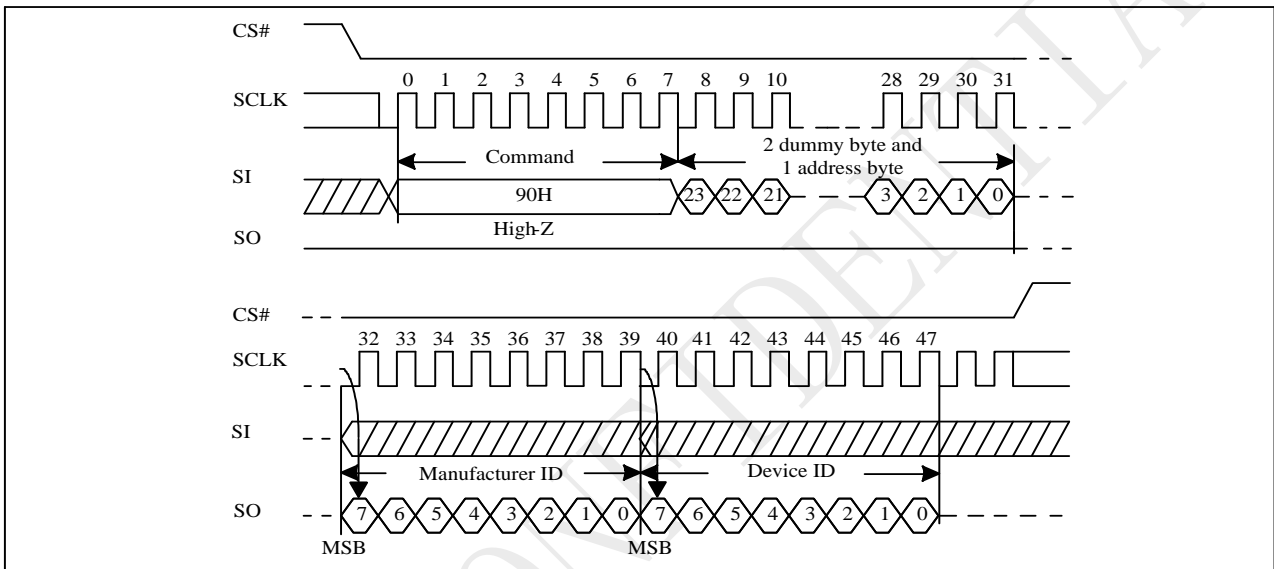 CS#
0 1 2 3 4 5 6 7 8 9 10 28 29 30 31
SCLK
Command 2 dummy byte and
1 address byte
SI
90H 23 22 21 3 2 1 0
High-Z
SO
CS#
32 33 34 35 36 37 38 39 40 41 42 43 44 45 46 47
SCLK
SI
Manufacturer ID Device ID
SO 7 6 5 4 3 2 1 0 7 6 5 4 3 2 1 0
MSB MSB